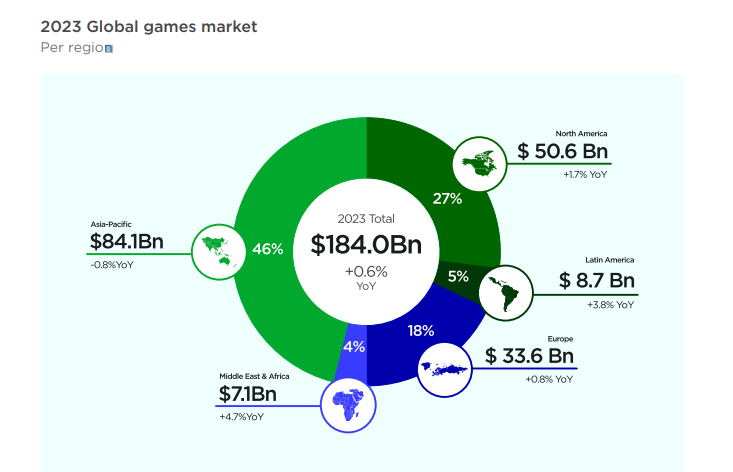 2023 Global games market
Per region
North America
$ 50.6 Bn
+1.7% YoY
27%
2023 Total
$184.0Bn
+0.6%
YoY
Asia-Pacific
$84.1Bn
-0.8%YoY
46%
Latin America
$ 8.7 Bn
+3.8% YoY
5%
18%
Europe
$ 33.6 Bn
+0.8% YoY
4%
Middle East & Africa
$7.1Bn
+4.7%YoY